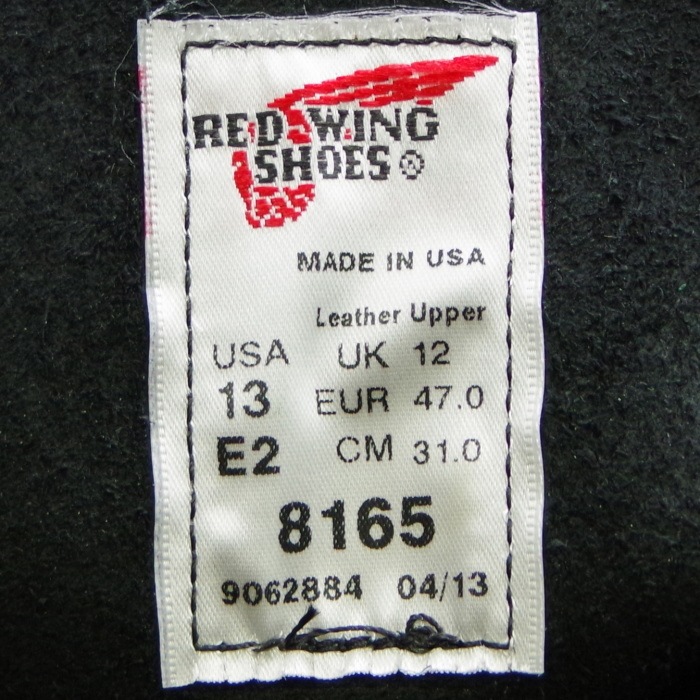 RED WING
SHOES®
MADE IN USA
Leather Upper
USA UK 12
13 EUR 47.0
E2 CM 31.0
8165
9062884 04/13